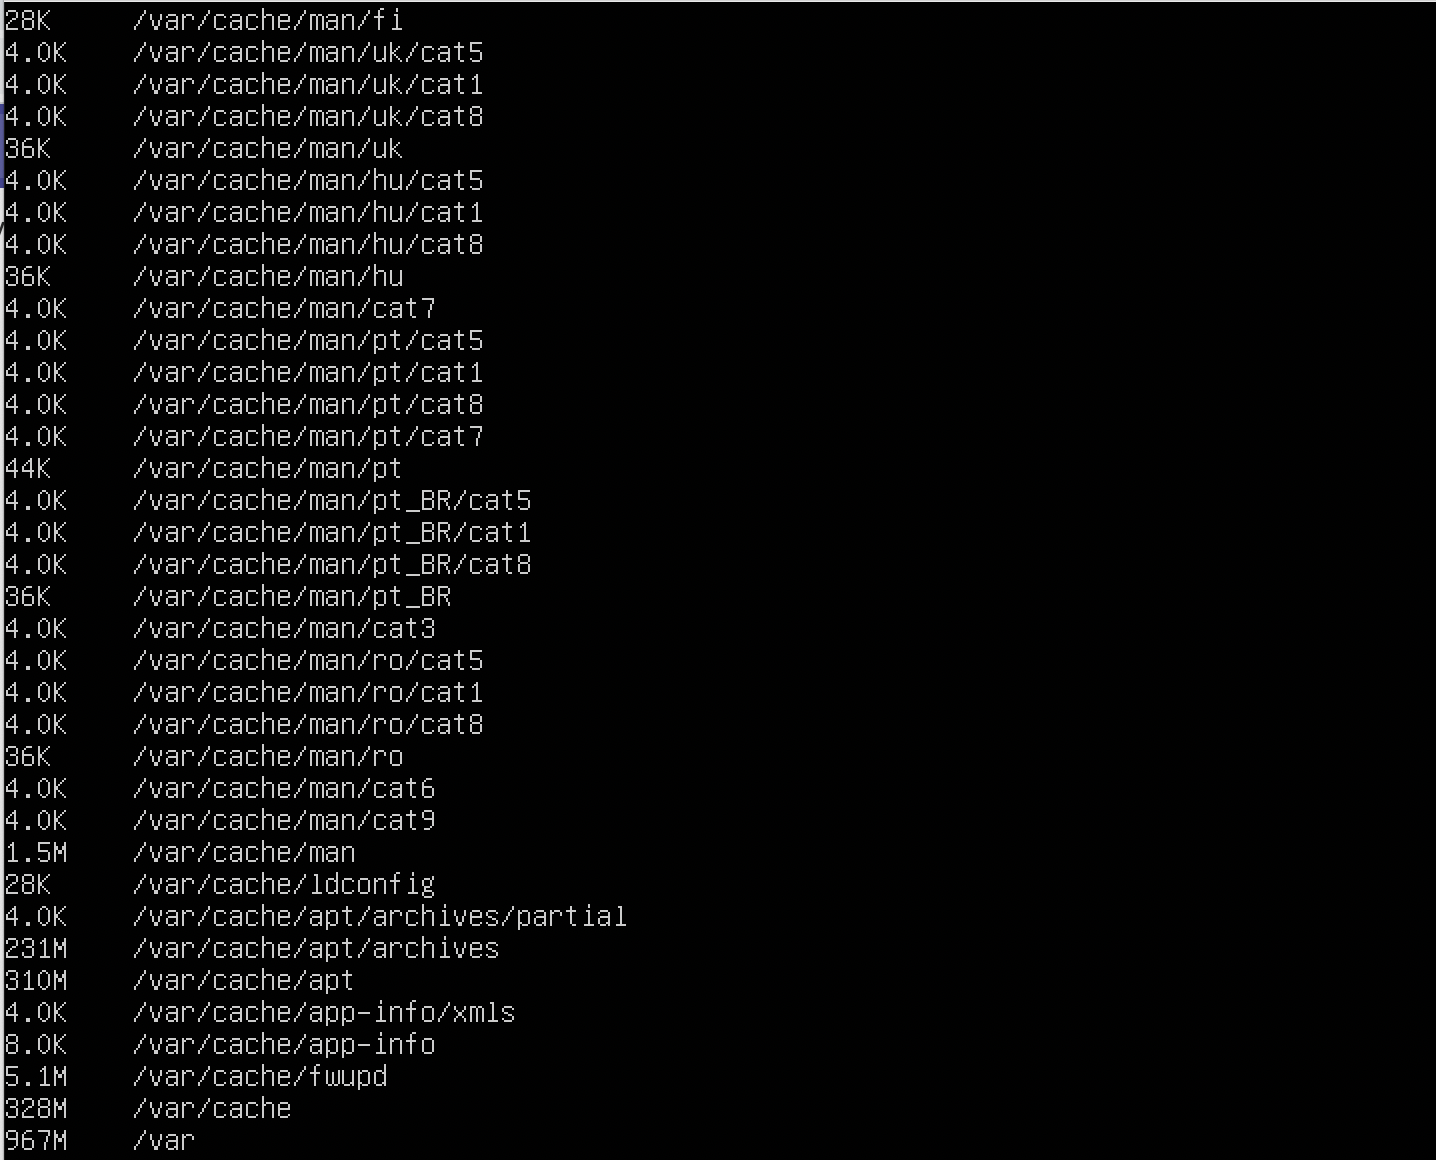 28K     /var/cache/man/fi
4.0K    /var/cache/man/uk/cat5
4.0K    /var/cache/man/uk/cat1
4.0K    /var/cache/man/uk/cat8
36K     /var/cache/man/uk
4.0K    /var/cache/man/hu/cat5
4.0K    /var/cache/man/hu/cat1
4.0K    /var/cache/man/hu/cat8
36K     /var/cache/man/hu
4.0K    /var/cache/man/cat7
4.0K    /var/cache/man/pt/cat5
4.0K    /var/cache/man/pt/cat1
4.0K    /var/cache/man/pt/cat8
4.0K    /var/cache/man/pt/cat7
44K     /var/cache/man/pt
4.0K    /var/cache/man/pt_BR/cat5
4.0K    /var/cache/man/pt_BR/cat1
4.0K    /var/cache/man/pt_BR/cat8
36K     /var/cache/man/pt_BR
4.0K    /var/cache/man/cat3
4.0K    /var/cache/man/ro/cat5
4.0K    /var/cache/man/ro/cat1
4.0K    /var/cache/man/ro/cat8
36K     /var/cache/man/ro
4.0K    /var/cache/man/cat6
4.0K    /var/cache/man/cat9
1.5M    /var/cache/man
28K     /var/cache/ldconfig
4.0K    /var/cache/apt/archives/partial
231M    /var/cache/apt/archives
310M    /var/cache/apt
4.0K    /var/cache/app-info/xmls
8.0K    /var/cache/app-info
5.1M    /var/cache/fwupd
328M    /var/cache
967M    /var